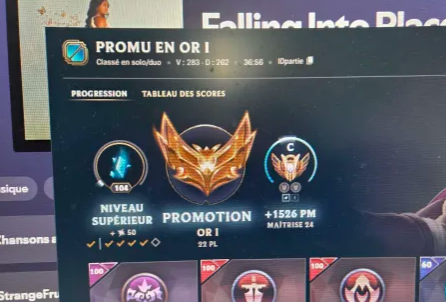 Falling Into Plac
PROMU EN OR I
Classé en solo/duo • V : 283 - D : 262 • 36:56 • IDpartie
PROGRESSION TABLEAU DES SCORES
104
C
NIVEAU
SUPÉRIEUR
+ 50
PROMOTION
OR I
22 PL
+1526 PM
MAÎTRISE 24
sique
Chansons a
StrangeFru
100
100
100
60